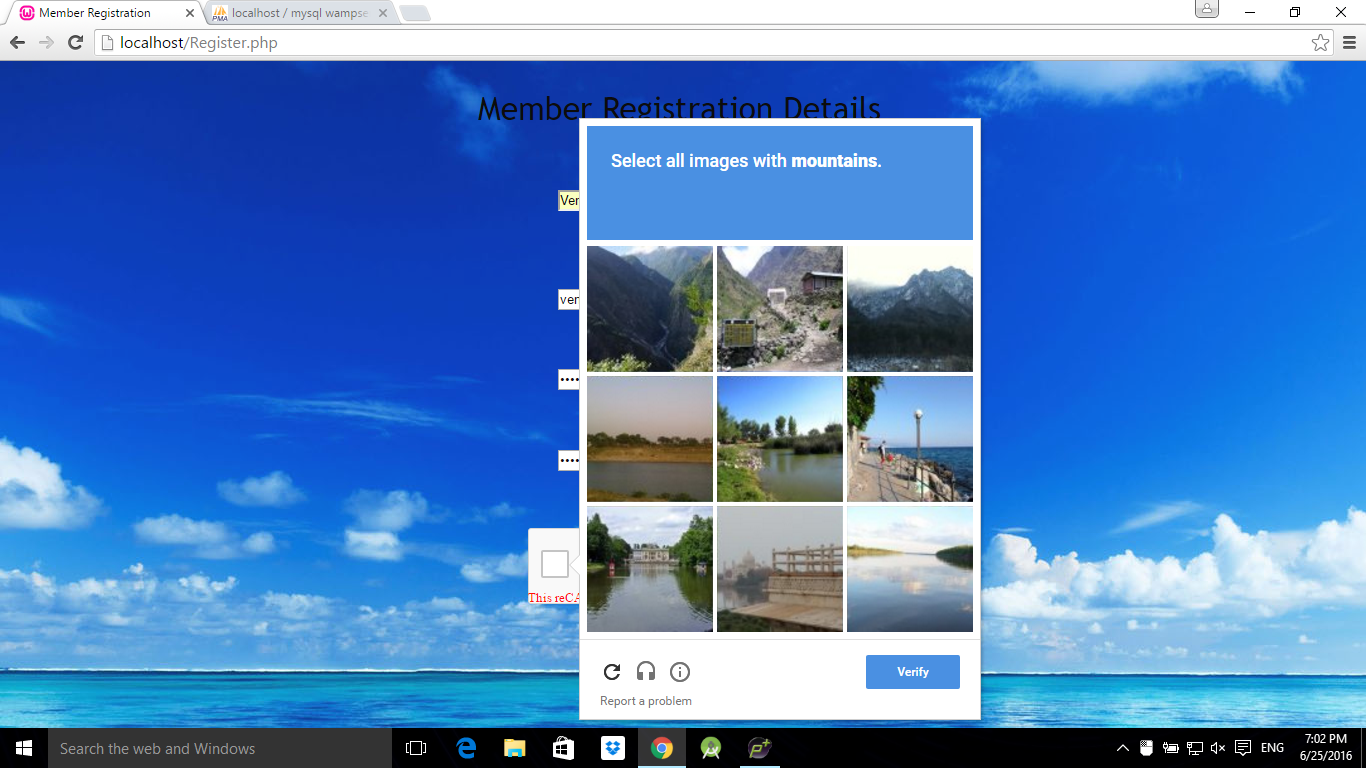 Member Registration
localhost / mysql wampse
localhost/Register.php
Member Registration Details
Select all images with mountains.
Ver
ver
This reCA
Verify
Report a problem
Search the web and Windows
ENG
7:02 PM
6/25/2016